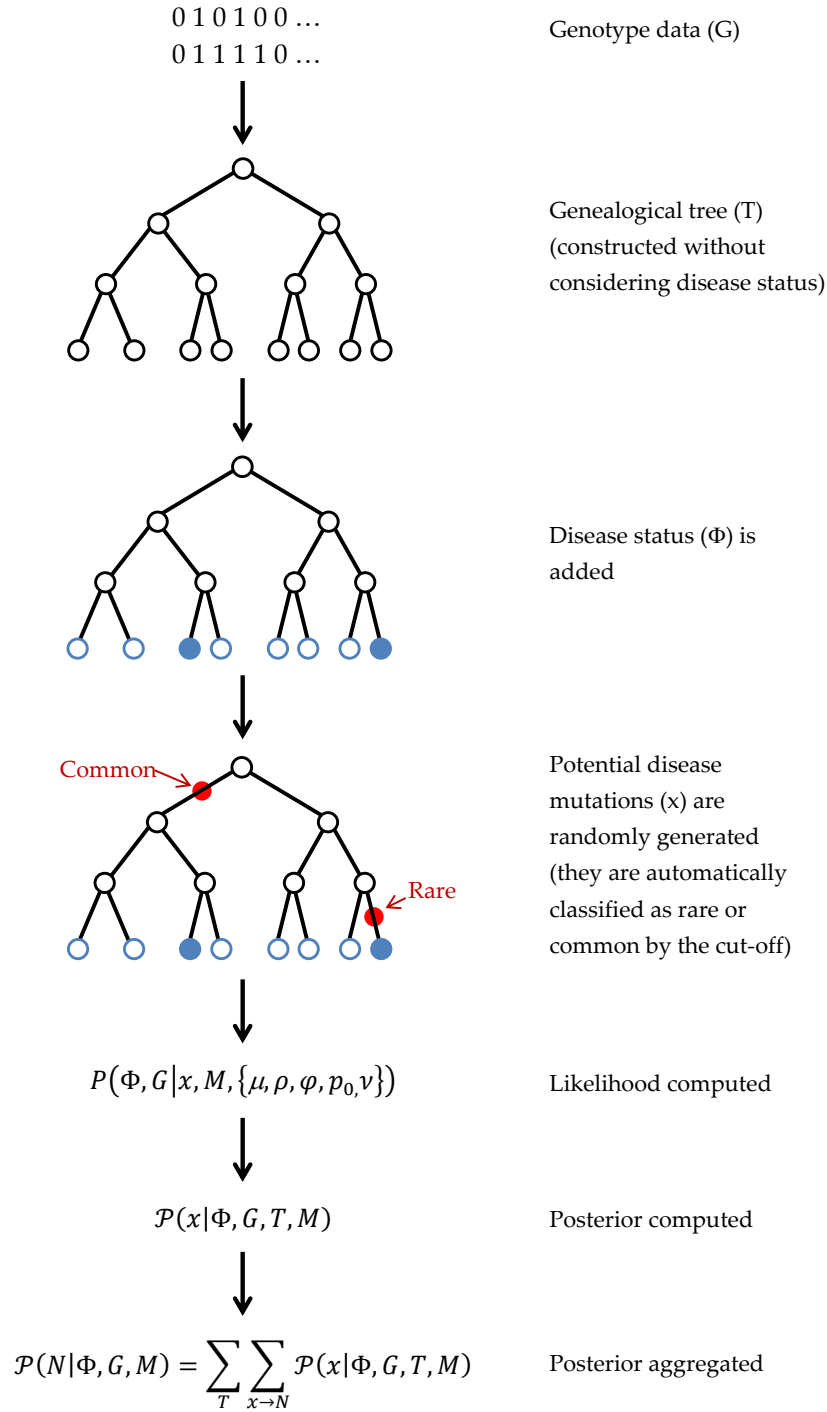 0 1 0 1 0 0 …
0 1 1 1 1 0 …
Genotype data (G)
Genealogical tree (T)
(constructed without
considering disease status)
Disease status (Φ) is
added
Common
Rare
Potential disease
mutations (x) are
randomly generated
(they are automatically
classified as rare or
common by the cut-off)
P(Φ, G|x, M, {μ, ρ, φ, p₀, ν})
Likelihood computed
𝒫(x|Φ, G, T, M)
Posterior computed
𝒫(N|Φ, G, M) = ∑_T ∑_{x→N} 𝒫(x|Φ, G, T, M)
Posterior aggregated